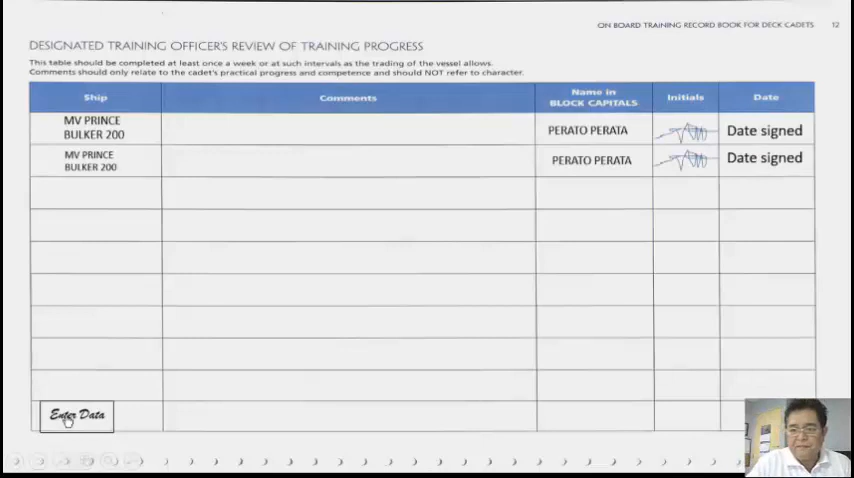 ON BOARD TRAINING RECORD BOOK FOR DECK CADETS 12
DESIGNATED TRAINING OFFICER'S REVIEW OF TRAINING PROGRESS
This table should be completed at least once a week or at such intervals as the trading of the vessel allows.
Comments should only relate to the cadet's practical progress and competence and should NOT refer to character.
Ship Comments Name in BLOCK CAPITALS Initials Date
MV PRINCE
BULKER 200 PERATO PERATA Date signed
MV PRINCE
BULKER 200 PERATO PERATA Date signed
Enter Data